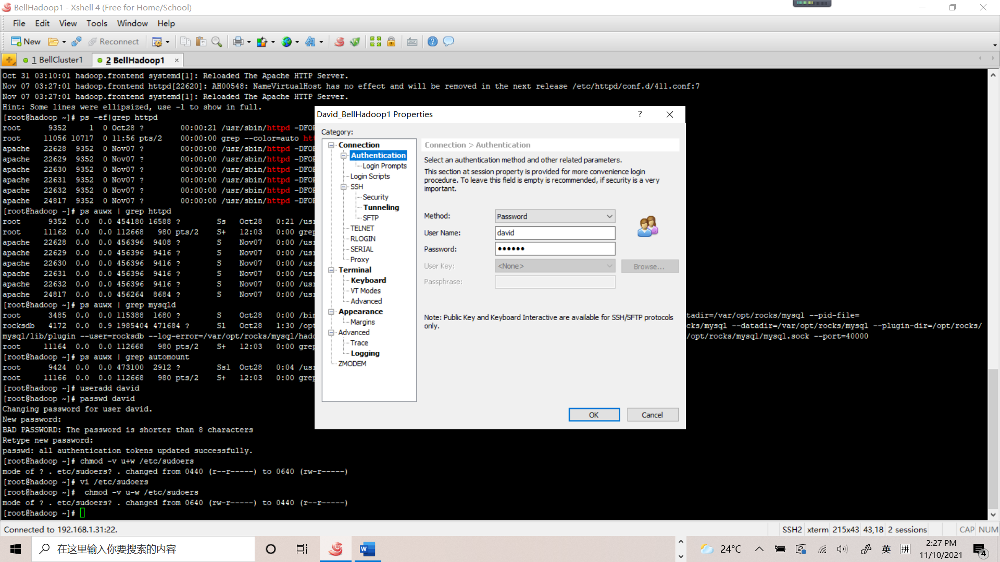 BellHadoop1 - Xshell 4 (Free for Home/School)
File Edit View Tools Window Help
New Reconnect
1 BellCluster1 2 BellHadoop1
Oct 31 03:10:01 hadoop.frontend systemd[1]: Reloaded The Apache HTTP Server.
Nov 07 03:27:01 hadoop.frontend httpd[22620]: AH00548: NameVirtualHost has no effect and will be removed in the next release /etc/httpd/conf.d/411.conf:7
Nov 07 03:27:01 hadoop.frontend systemd[1]: Reloaded The Apache HTTP Server.
Hint: Some lines were ellipsized, use -l to show in full.
[root@hadoop ~]# ps -ef|grep httpd
root 9352 1 0 Oct28 ? 00:00:21 /usr/sbin/httpd -DFOR
root 11056 10717 0 11:56 pts/2 00:00:00 grep --color=auto ht
apache 22628 9352 0 Nov07 ? 00:00:00 /usr/sbin/httpd -DFOR
apache 22629 9352 0 Nov07 ? 00:00:00 /usr/sbin/httpd -DFOR
apache 22630 9352 0 Nov07 ? 00:00:00 /usr/sbin/httpd -DFOR
apache 22631 9352 0 Nov07 ? 00:00:00 /usr/sbin/httpd -DFOR
apache 22632 9352 0 Nov07 ? 00:00:00 /usr/sbin/httpd -DFOR
apache 24817 9352 0 Nov07 ? 00:00:00 /usr/sbin/httpd -DFOR
[root@hadoop ~]# ps auwx | grep httpd
root 9352 0.0 0.0 454180 16588 ? Ss Oct28 0:21 /usr
root 11162 0.0 0.0 112668 980 pts/2 S+ 12:03 0:00 grep
apache 22628 0.0 0.0 456396 9408 ? S Nov07 0:00 /usr
apache 22629 0.0 0.0 456396 9416 ? S Nov07 0:00 /usr
apache 22630 0.0 0.0 456396 9416 ? S Nov07 0:00 /usr
apache 22631 0.0 0.0 456396 9416 ? S Nov07 0:00 /usr
apache 22632 0.0 0.0 456396 9416 ? S Nov07 0:00 /usr
apache 24817 0.0 0.0 456264 8684 ? S Nov07 0:00 /usr
[root@hadoop ~]# ps auwx | grep mysqld
root 3485 0.0 0.0 115388 1680 ? S Oct28 0:00 /bin tadir=/var/opt/rocks/mysql --pid-file=
rocksdb 4172 0.0 0.9 1985404 471684 ? Sl Oct28 1:30 /opt cks/mysql --datadir=/var/opt/rocks/mysql --plugin-dir=/opt/rocks/
mysql/lib/plugin --user=rocksdb --log-error=/var/opt/rocks/mysql/had /opt/rocks/mysql/mysql.sock --port=40000
root 11164 0.0 0.0 112668 980 pts/2 S+ 12:03 0:00 grep
[root@hadoop ~]# ps auwx | grep automount
root 9424 0.0 0.0 473100 2912 ? Ssl Oct28 0:04 /usr
root 11166 0.0 0.0 112668 980 pts/2 S+ 12:03 0:00 grep
[root@hadoop ~]# useradd david
[root@hadoop ~]# passwd david
Changing password for user david.
New password:
BAD PASSWORD: The password is shorter than 8 characters
Retype new password:
passwd: all authentication tokens updated successfully.
[root@hadoop ~]# chmod -v u+w /etc/sudoers
mode of ? . etc/sudoers? . changed from 0440 (r--r-----) to 0640 (rw-r-----)
[root@hadoop ~]# vi /etc/sudoers
[root@hadoop ~]#  chmod -v u-w /etc/sudoers
mode of ? . etc/sudoers? . changed from 0640 (rw-r-----) to 0440 (r--r-----)
[root@hadoop ~]#
David_BellHadoop1 Properties ?
Category:
Connection
Authentication
Login Prompts
Login Scripts
SSH
Security
Tunneling
SFTP
TELNET
RLOGIN
SERIAL
Proxy
Terminal
Keyboard
VT Modes
Advanced
Appearance
Margins
Advanced
Trace
Logging
ZMODEM
Connection > Authentication
Select an authentication method and other related parameters.
This section at session property is provided for more convenience login
procedure. To leave this field is empty is recommended, if security is a very
important.
Method: Password
User Name: david
Password: ••••••
User Key: <None> Browse...
Passphrase:
Note: Public Key and Keyboard Interactive are available for SSH/SFTP protocols
only.
OK Cancel
Connected to 192.168.1.31:22. SSH2 xterm 215x43 43,18 2 sessions CAP NUM
在这里输入你要搜索的内容 24°C 英 拼 2:27 PM
11/10/2021 4